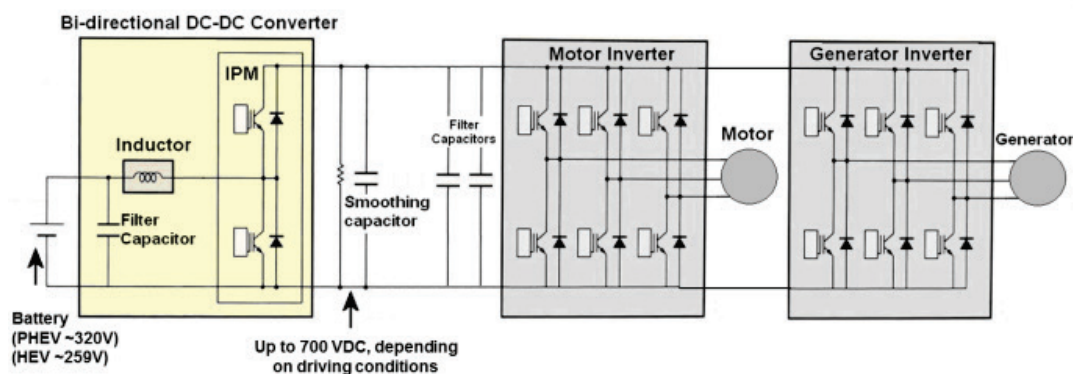 Bi-directional DC-DC Converter
IPM
Inductor
Filter
Capacitor
Battery
(PHEV ~320V)
(HEV ~259V)
Smoothing
capacitor
Up to 700 VDC, depending
on driving conditions
Filter
Capacitors
Motor Inverter
Motor
Generator Inverter
Generator